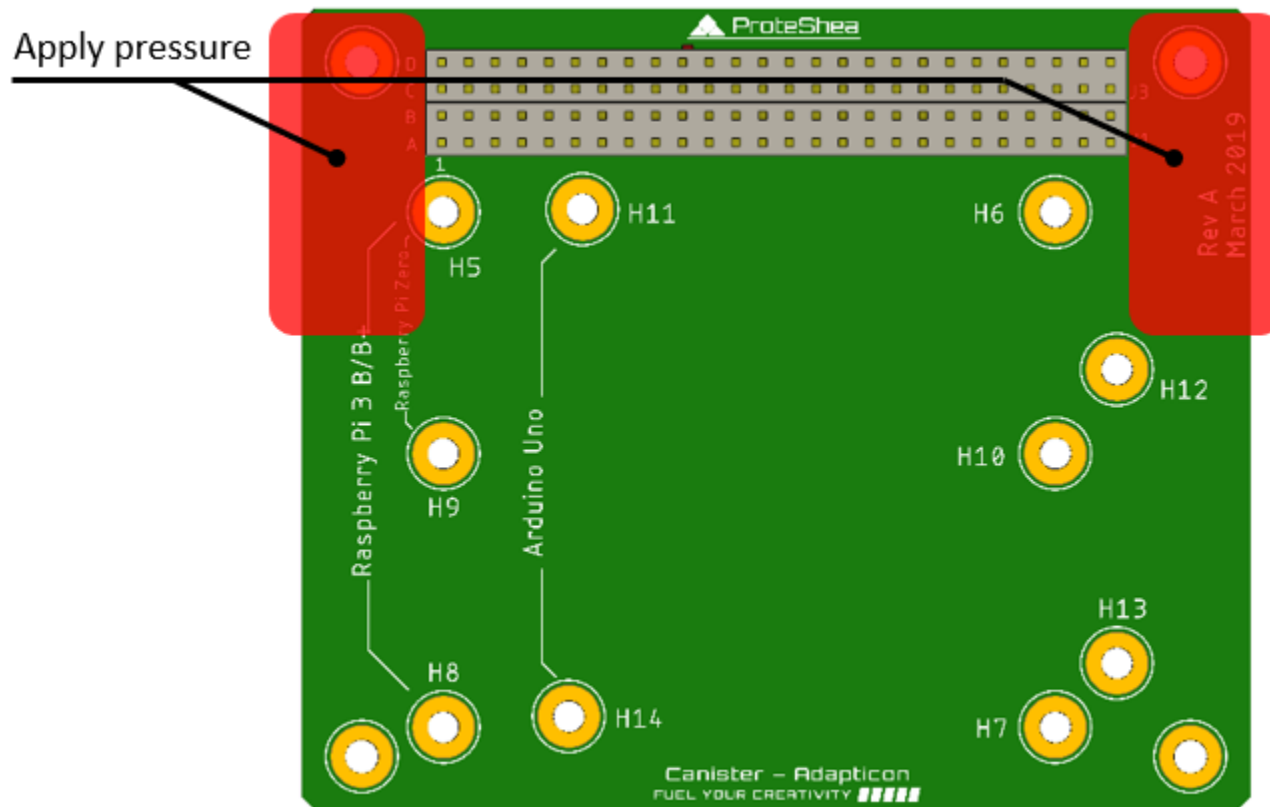 ProteShea
Apply pressure
D
C
B
A
J3
1
Rev A
March 2019
H5
H11
H6
Raspberry Pi Zero
Raspberry Pi 3 B/B+
Arduino Uno
H12
H10
H9
H13
H8
H14
H7
Canister - Adapticon
FUEL YOUR CREATIVITY